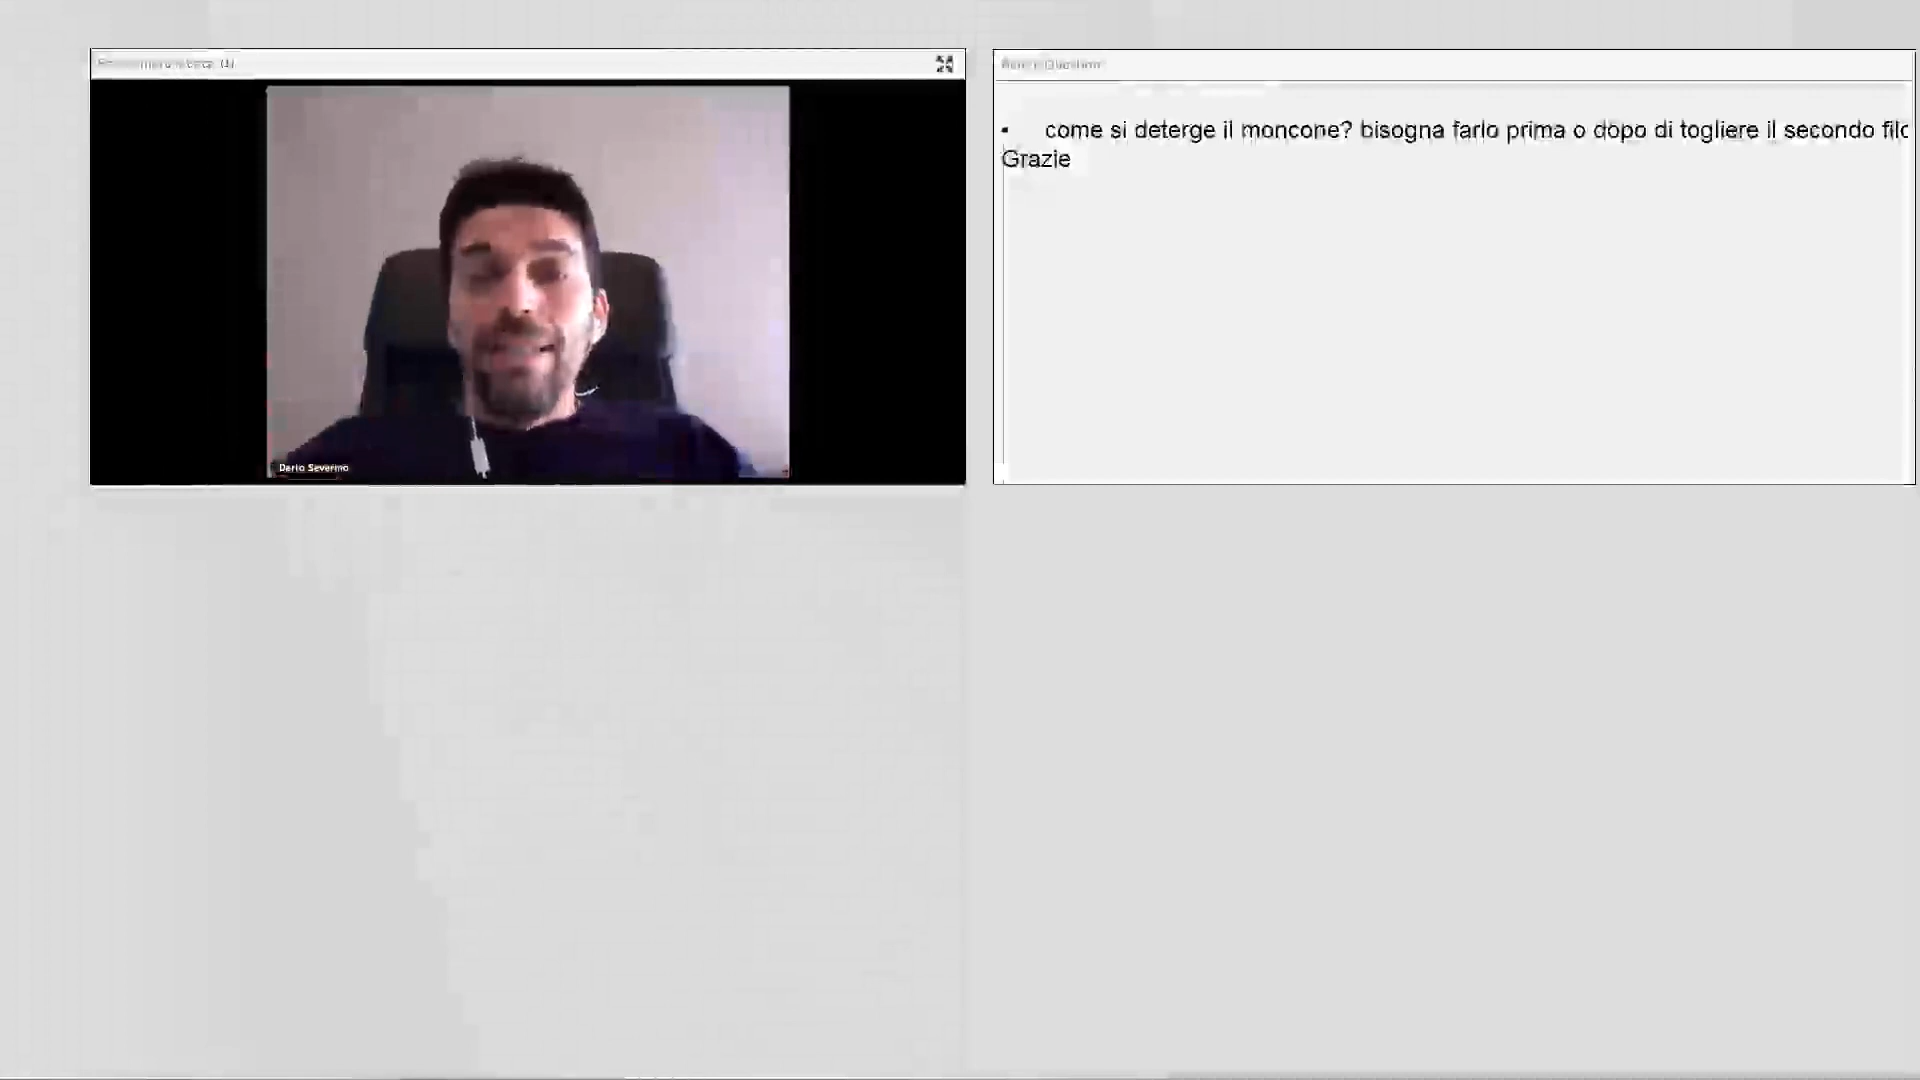 Dario Severino
• come si deterge il moncone? bisogna farlo prima o dopo di togliere il secondo filo
Grazie